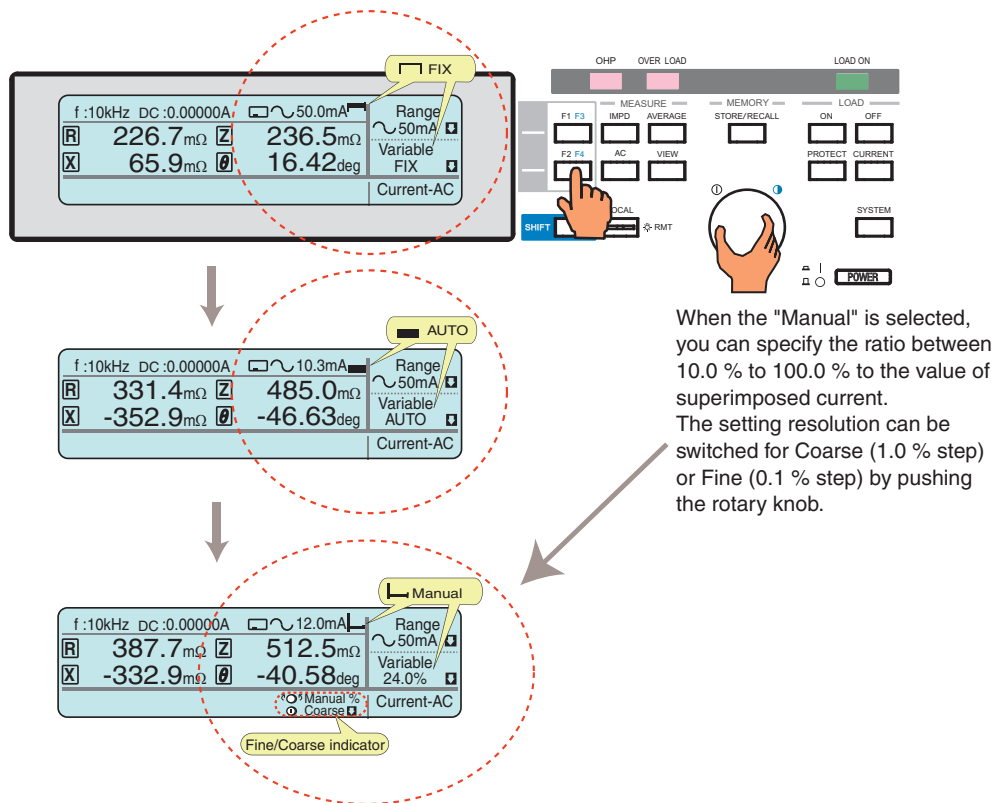 FIX
f :10kHz DC :0.00000A 50.0mA
Range
50mA
R 226.7mΩ Z 236.5mΩ
X 65.9mΩ θ 16.42deg
Variable
FIX
Current-AC
OHP OVER LOAD LOAD ON
MEASURE MEMORY LOAD
F1 F3 IMPD AVERAGE STORE/RECALL ON OFF
F2 F4 AC VIEW PROTECT CURRENT
SHIFT OCAL RMT SYSTEM
POWER
AUTO
f :10kHz DC :0.00000A 10.3mA
Range
50mA
R 331.4mΩ Z 485.0mΩ
X -352.9mΩ θ -46.63deg
Variable
AUTO
Current-AC
When the "Manual" is selected,
you can specify the ratio between
10.0 % to 100.0 % to the value of
superimposed current.
The setting resolution can be
switched for Coarse (1.0 % step)
or Fine (0.1 % step) by pushing
the rotary knob.
Manual
f :10kHz DC :0.00000A 12.0mA
Range
50mA
R 387.7mΩ Z 512.5mΩ
X -332.9mΩ θ -40.58deg
Variable
24.0%
Manual %
Coarse
Current-AC
Fine/Coarse indicator